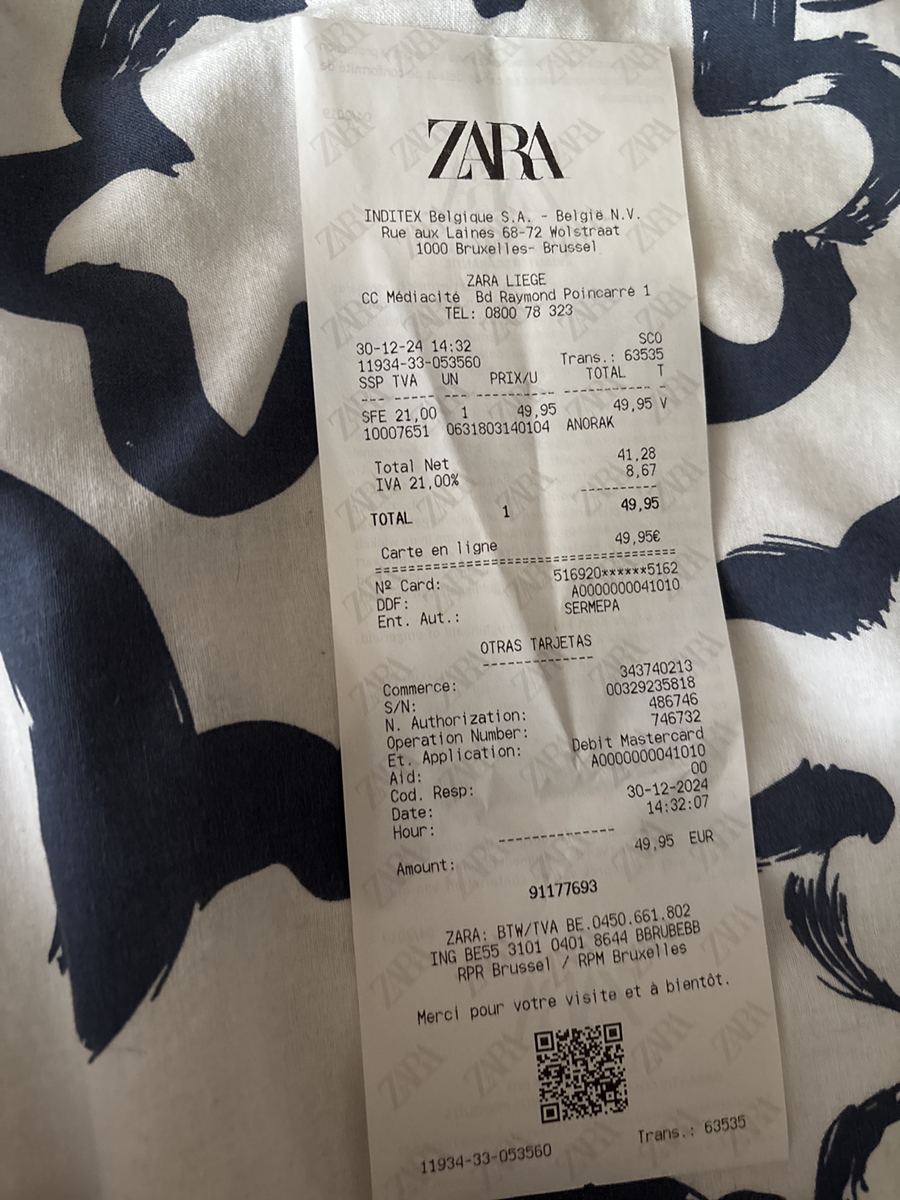 ZARA
INDITEX Belgique S.A. - België N.V.
Rue aux Laines 68-72 Wolstraat
1000 Bruxelles- Brussel
ZARA LIEGE
CC Médiacité Bd Raymond Poincarré 1
TEL: 0800 78 323
30-12-24 14:32 SCO
11934-33-053560 Trans.: 63535
SSP TVA UN PRIX/U TOTAL T
--- ----- --- -------- --------- -
SFE 21,00 1 49,95 49,95 V
10007651 0631803140104 ANORAK
Total Net 41,28
IVA 21,00% 8,67
----------
TOTAL 1 49,95
Carte en ligne 49,95€
======================================
Nº Card: 516920******5162
DDF: A0000000041010
Ent. Aut.: SERMEPA
OTRAS TARJETAS
--------------
Commerce: 343740213
S/N: 00329235818
N. Authorization: 486746
Operation Number: 746732
Et. Application: Debit Mastercard
Aid: A0000000041010
Cod. Resp: 00
Date: 30-12-2024
Hour: 14:32:07
---------------
Amount: 49,95 EUR
91177693
ZARA: BTW/TVA BE.0450.661.802
ING BE55 3101 0401 8644 BBRUBEBB
RPR Brussel / RPM Bruxelles
Merci pour votre visite et à bientôt.
11934-33-053560 Trans.: 63535